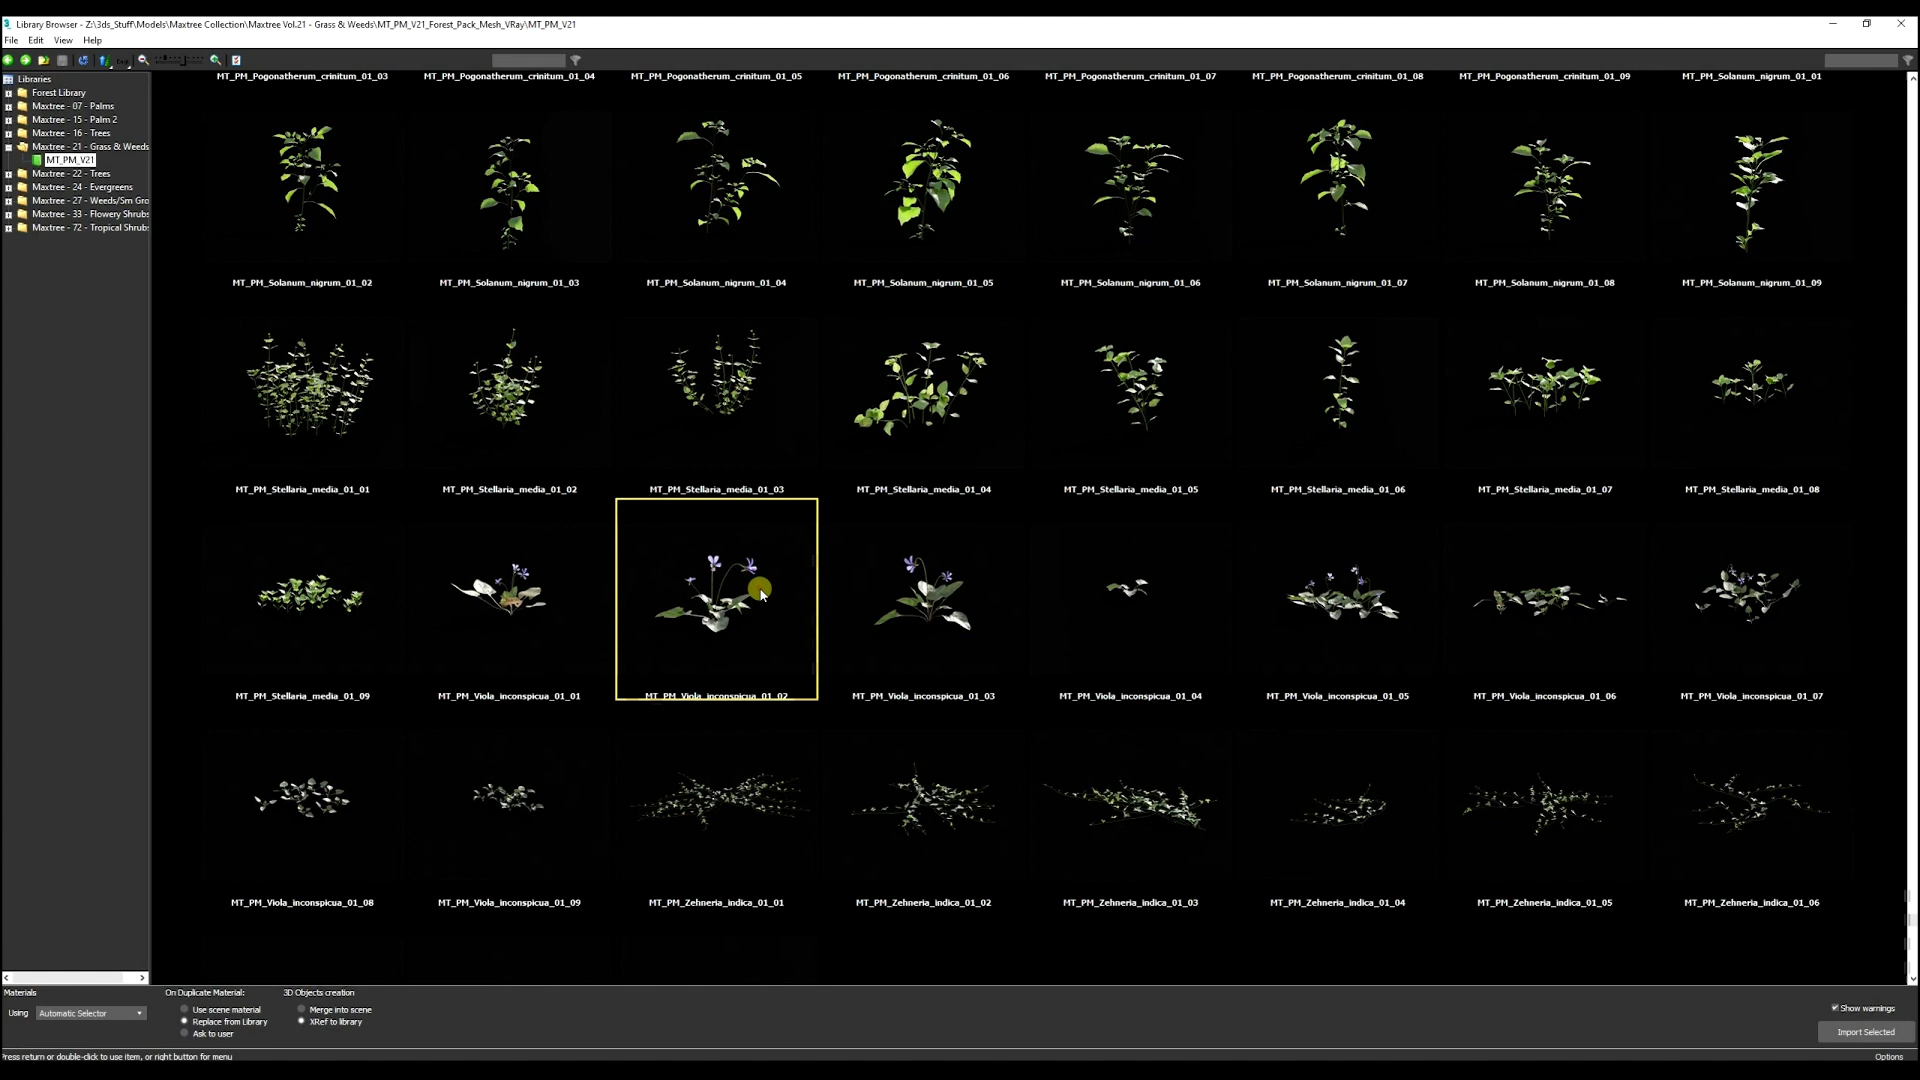 Library Browser - Z:\3ds_Stuff\Models\Maxtree Collection\Maxtree Vol.21 - Grass & Weeds\MT_PM_V21_Forest_Pack_Mesh_VRay\MT_PM_V21
File Edit View Help
Libraries
Forest Library
Maxtree - 07 - Palms
Maxtree - 15 - Palm 2
Maxtree - 16 - Trees
Maxtree - 21 - Grass & Weeds
MT_PM_V21
Maxtree - 22 - Trees
Maxtree - 24 - Evergreens
Maxtree - 27 - Weeds/Sm Gro
Maxtree - 33 - Flowery Shrubs
Maxtree - 72 - Tropical Shrubs
MT_PM_Pogonatherum_crinitum_01_03 MT_PM_Pogonatherum_crinitum_01_04 MT_PM_Pogonatherum_crinitum_01_05 MT_PM_Pogonatherum_crinitum_01_06 MT_PM_Pogonatherum_crinitum_01_07 MT_PM_Pogonatherum_crinitum_01_08 MT_PM_Pogonatherum_crinitum_01_09 MT_PM_Solanum_nigrum_01_01
MT_PM_Solanum_nigrum_01_02 MT_PM_Solanum_nigrum_01_03 MT_PM_Solanum_nigrum_01_04 MT_PM_Solanum_nigrum_01_05 MT_PM_Solanum_nigrum_01_06 MT_PM_Solanum_nigrum_01_07 MT_PM_Solanum_nigrum_01_08 MT_PM_Solanum_nigrum_01_09
MT_PM_Stellaria_media_01_01 MT_PM_Stellaria_media_01_02 MT_PM_Stellaria_media_01_03 MT_PM_Stellaria_media_01_04 MT_PM_Stellaria_media_01_05 MT_PM_Stellaria_media_01_06 MT_PM_Stellaria_media_01_07 MT_PM_Stellaria_media_01_08
MT_PM_Stellaria_media_01_09 MT_PM_Viola_inconspicua_01_01 MT_PM_Viola_inconspicua_01_02 MT_PM_Viola_inconspicua_01_03 MT_PM_Viola_inconspicua_01_04 MT_PM_Viola_inconspicua_01_05 MT_PM_Viola_inconspicua_01_06 MT_PM_Viola_inconspicua_01_07
MT_PM_Viola_inconspicua_01_08 MT_PM_Viola_inconspicua_01_09 MT_PM_Zehneria_indica_01_01 MT_PM_Zehneria_indica_01_02 MT_PM_Zehneria_indica_01_03 MT_PM_Zehneria_indica_01_04 MT_PM_Zehneria_indica_01_05 MT_PM_Zehneria_indica_01_06
Materials On Duplicate Material: 3D Objects creation
Using Automatic Selector Use scene material Merge into scene Show warnings
Replace from Library XRef to library
Ask to user Import Selected
Press return or double-click to use item, or right button for menu Options